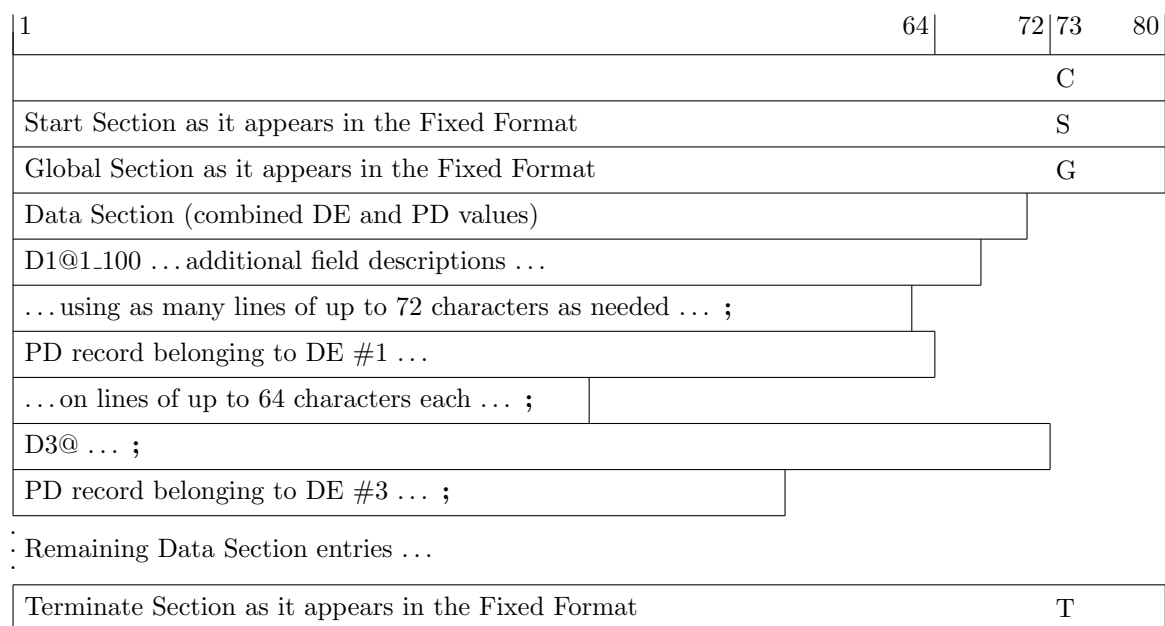 1 64 72 73 80
C
Start Section as it appears in the Fixed Format S
Global Section as it appears in the Fixed Format G
Data Section (combined DE and PD values)
D1@1_100 ... additional field descriptions ...
... using as many lines of up to 72 characters as needed ... ;
PD record belonging to DE #1 ...
... on lines of up to 64 characters each ... ;
D3@ ... ;
PD record belonging to DE #3 ... ;
Remaining Data Section entries ...
Terminate Section as it appears in the Fixed Format T